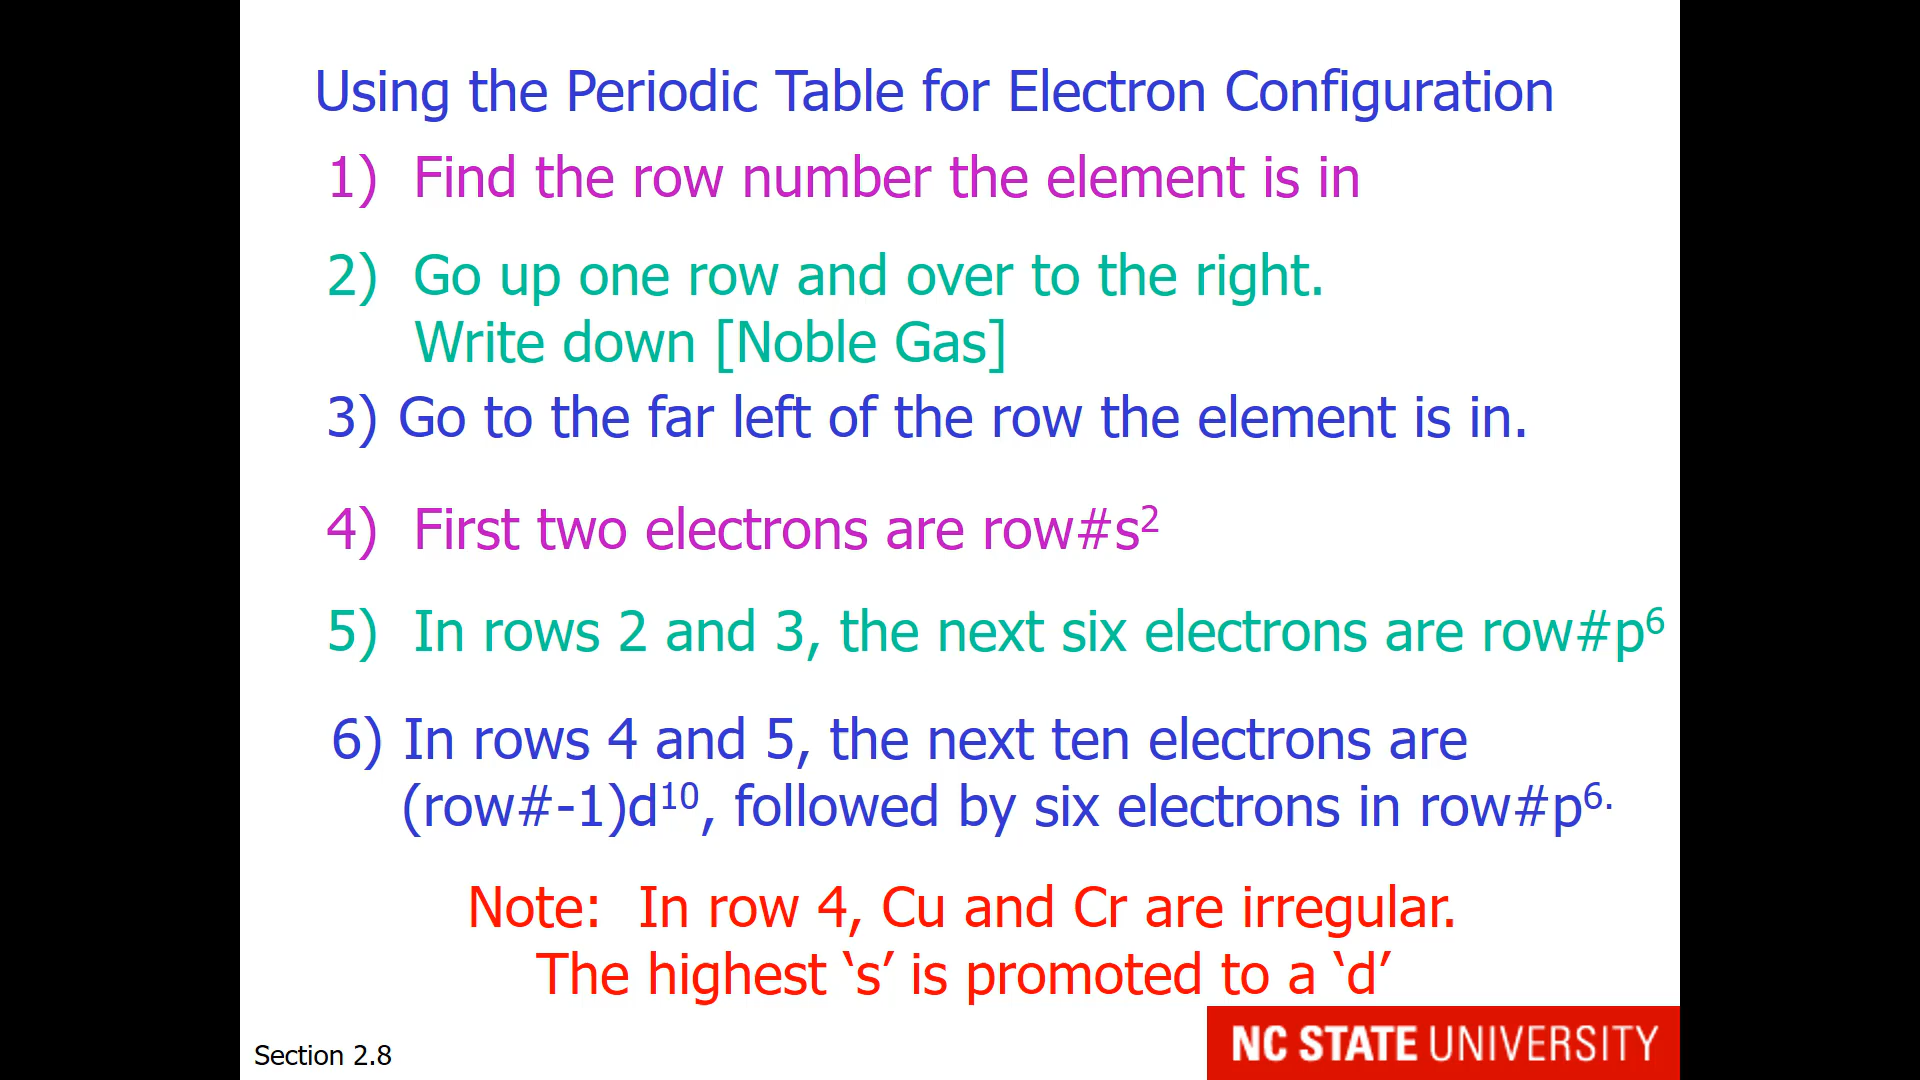 Using the Periodic Table for Electron Configuration
1) Find the row number the element is in
2) Go up one row and over to the right.
Write down [Noble Gas]
3) Go to the far left of the row the element is in.
4) First two electrons are row#s²
5) In rows 2 and 3, the next six electrons are row#p⁶
6) In rows 4 and 5, the next ten electrons are
(row#-1)d¹⁰, followed by six electrons in row#p⁶·
Note: In row 4, Cu and Cr are irregular.
The highest ‘s’ is promoted to a ‘d’
Section 2.8
NC STATE UNIVERSITY